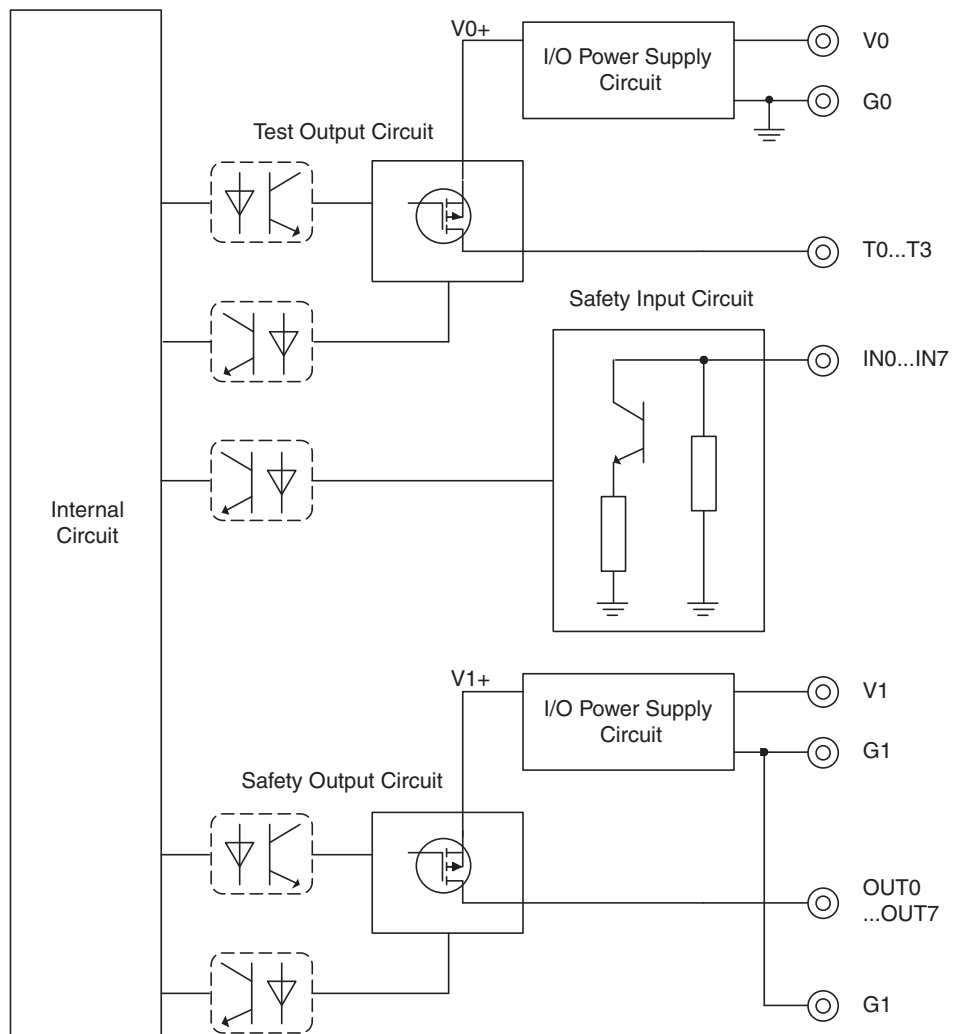 V0+
I/O Power Supply
Circuit
V0
G0
Test Output Circuit
T0...T3
Safety Input Circuit
IN0...IN7
Internal
Circuit
V1+
I/O Power Supply
Circuit
V1
G1
Safety Output Circuit
OUT0
...OUT7
G1